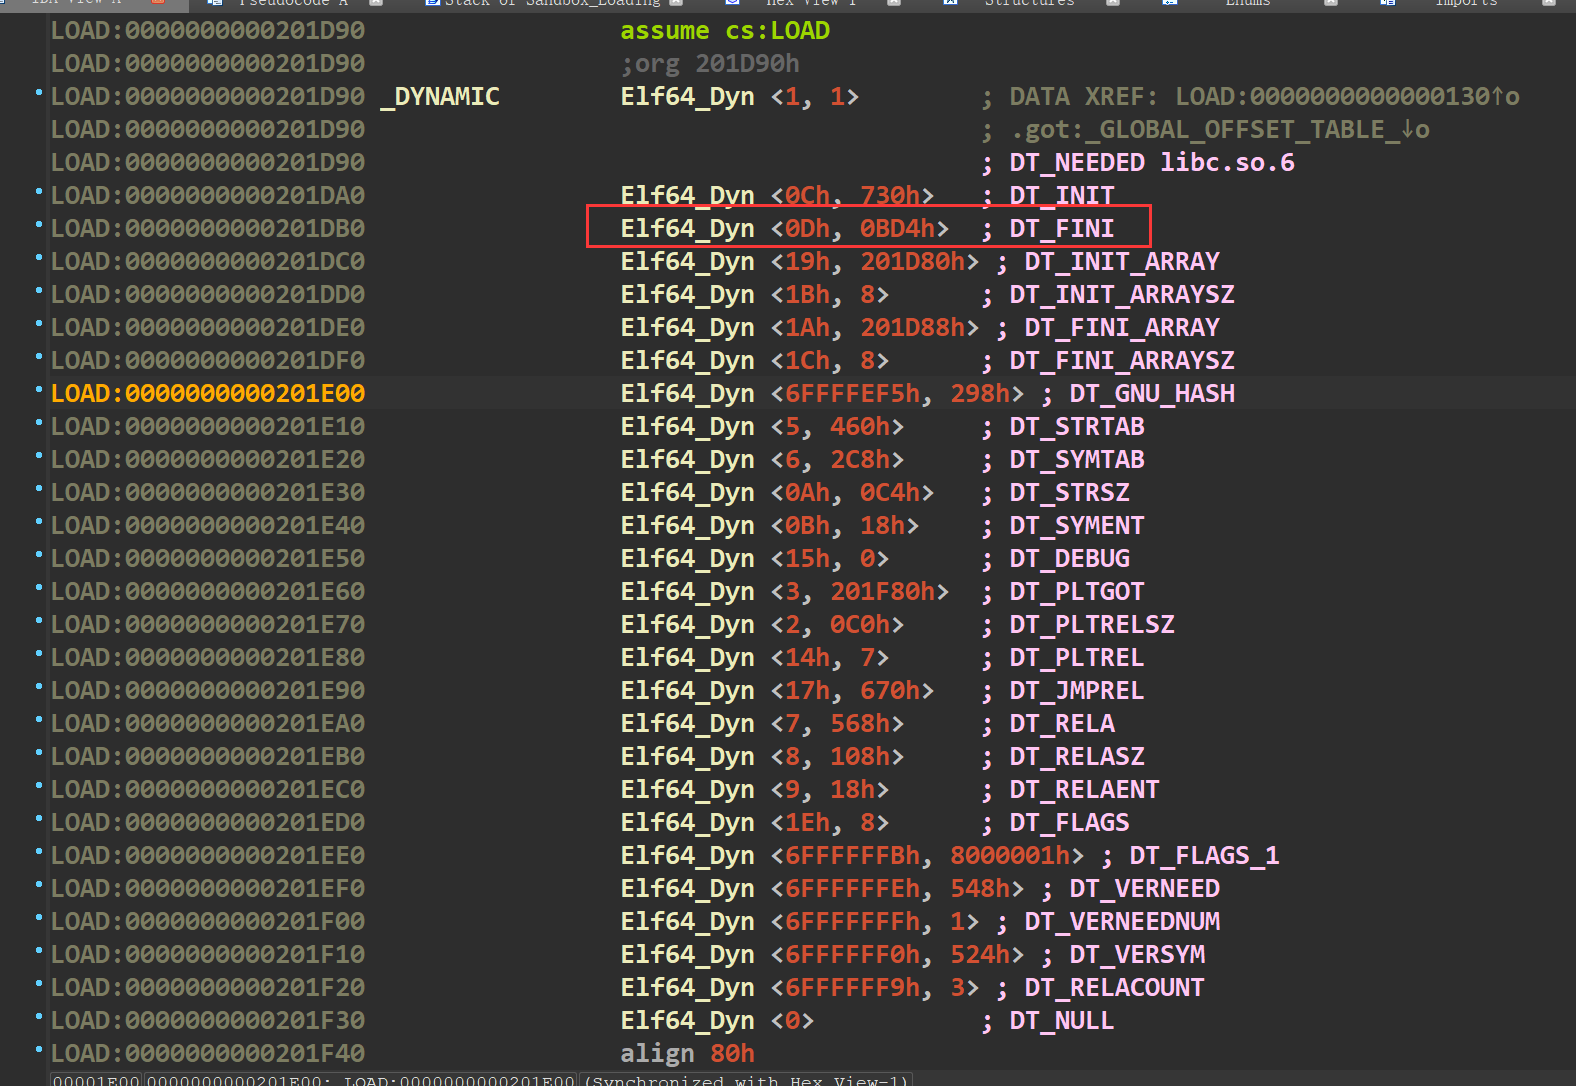 IDA View-A Pseudocode-A Stack of Sandbox_Loading Hex View-1 Structures Enums Imports
LOAD:0000000000201D90 assume cs:LOAD
LOAD:0000000000201D90 ;org 201D90h
LOAD:0000000000201D90 _DYNAMIC Elf64_Dyn <1, 1> ; DATA XREF: LOAD:0000000000000130↑o
LOAD:0000000000201D90 ; .got:_GLOBAL_OFFSET_TABLE_↓o
LOAD:0000000000201D90 ; DT_NEEDED libc.so.6
LOAD:0000000000201DA0 Elf64_Dyn <0Ch, 730h> ; DT_INIT
LOAD:0000000000201DB0 Elf64_Dyn <0Dh, 0BD4h> ; DT_FINI
LOAD:0000000000201DC0 Elf64_Dyn <19h, 201D80h> ; DT_INIT_ARRAY
LOAD:0000000000201DD0 Elf64_Dyn <1Bh, 8> ; DT_INIT_ARRAYSZ
LOAD:0000000000201DE0 Elf64_Dyn <1Ah, 201D88h> ; DT_FINI_ARRAY
LOAD:0000000000201DF0 Elf64_Dyn <1Ch, 8> ; DT_FINI_ARRAYSZ
LOAD:0000000000201E00 Elf64_Dyn <6FFFFEF5h, 298h> ; DT_GNU_HASH
LOAD:0000000000201E10 Elf64_Dyn <5, 460h> ; DT_STRTAB
LOAD:0000000000201E20 Elf64_Dyn <6, 2C8h> ; DT_SYMTAB
LOAD:0000000000201E30 Elf64_Dyn <0Ah, 0C4h> ; DT_STRSZ
LOAD:0000000000201E40 Elf64_Dyn <0Bh, 18h> ; DT_SYMENT
LOAD:0000000000201E50 Elf64_Dyn <15h, 0> ; DT_DEBUG
LOAD:0000000000201E60 Elf64_Dyn <3, 201F80h> ; DT_PLTGOT
LOAD:0000000000201E70 Elf64_Dyn <2, 0C0h> ; DT_PLTRELSZ
LOAD:0000000000201E80 Elf64_Dyn <14h, 7> ; DT_PLTREL
LOAD:0000000000201E90 Elf64_Dyn <17h, 670h> ; DT_JMPREL
LOAD:0000000000201EA0 Elf64_Dyn <7, 568h> ; DT_RELA
LOAD:0000000000201EB0 Elf64_Dyn <8, 108h> ; DT_RELASZ
LOAD:0000000000201EC0 Elf64_Dyn <9, 18h> ; DT_RELAENT
LOAD:0000000000201ED0 Elf64_Dyn <1Eh, 8> ; DT_FLAGS
LOAD:0000000000201EE0 Elf64_Dyn <6FFFFFFBh, 8000001h> ; DT_FLAGS_1
LOAD:0000000000201EF0 Elf64_Dyn <6FFFFFFEh, 548h> ; DT_VERNEED
LOAD:0000000000201F00 Elf64_Dyn <6FFFFFFFh, 1> ; DT_VERNEEDNUM
LOAD:0000000000201F10 Elf64_Dyn <6FFFFFF0h, 524h> ; DT_VERSYM
LOAD:0000000000201F20 Elf64_Dyn <6FFFFFF9h, 3> ; DT_RELACOUNT
LOAD:0000000000201F30 Elf64_Dyn <0> ; DT_NULL
LOAD:0000000000201F40 align 80h
00001E00 0000000000201E00: LOAD:0000000000201E00 (Synchronized with Hex View-1)